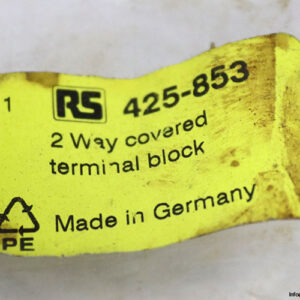 1 RS 425-853
2 Way covered
terminal block
Made in Germany
PE